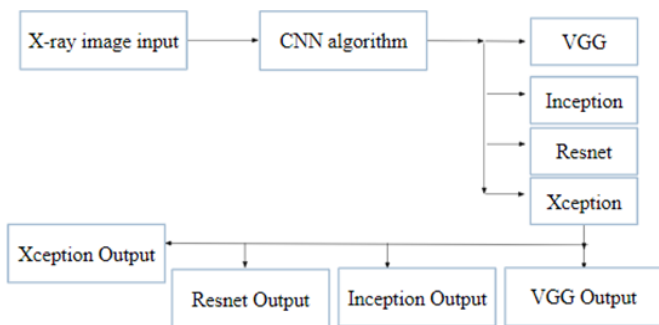 X-ray image input
CNN algorithm
VGG
Inception
Resnet
Xception
Xception Output
Resnet Output
Inception Output
VGG Output